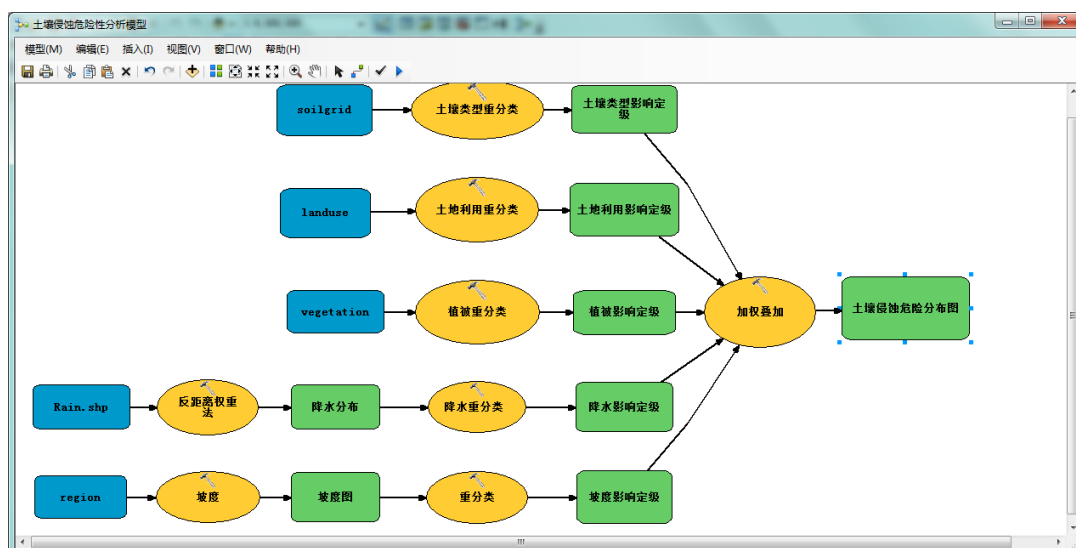 土壤侵蚀危险性分析模型
模型(M) 编辑(E) 插入(I) 视图(V) 窗口(W) 帮助(H)
soilgrid
土壤类型重分类
土壤类型影响定
级
landuse
土地利用重分类
土地利用影响定级
vegetation
植被重分类
植被影响定级
加权叠加
土壤侵蚀危险分布图
Rain.shp
反距离权重
法
降水分布
降水重分类
降水影响定级
region
坡度
坡度图
重分类
坡度影响定级